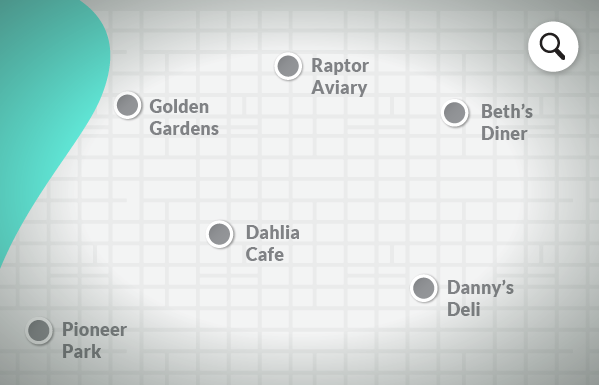 Raptor
Aviary
Golden
Gardens
Beth’s
Diner
Dahlia
Cafe
Danny’s
Deli
Pioneer
Park